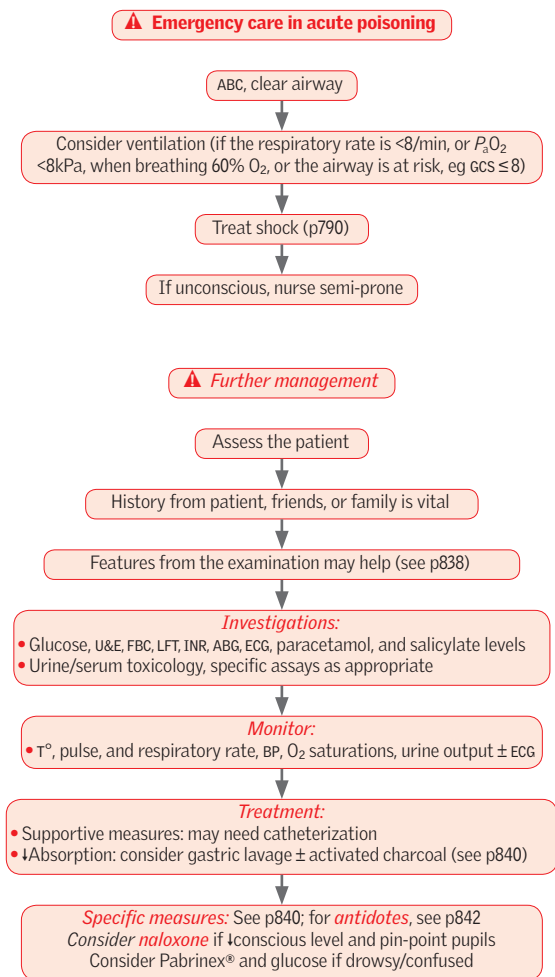 ⚠ Emergency care in acute poisoning
ABC, clear airway
Consider ventilation (if the respiratory rate is <8/min, or PaO2
<8kPa, when breathing 60% O2, or the airway is at risk, eg GCS ≤ 8)
Treat shock (p790)
If unconscious, nurse semi-prone
⚠ Further management
Assess the patient
History from patient, friends, or family is vital
Features from the examination may help (see p838)
Investigations:
• Glucose, U&E, FBC, LFT, INR, ABG, ECG, paracetamol, and salicylate levels
• Urine/serum toxicology, specific assays as appropriate
Monitor:
• T°, pulse, and respiratory rate, BP, O2 saturations, urine output ± ECG
Treatment:
• Supportive measures: may need catheterization
• ↓Absorption: consider gastric lavage ± activated charcoal (see p840)
Specific measures: See p840; for antidotes, see p842
Consider naloxone if ↓conscious level and pin-point pupils
Consider Pabrinex® and glucose if drowsy/confused